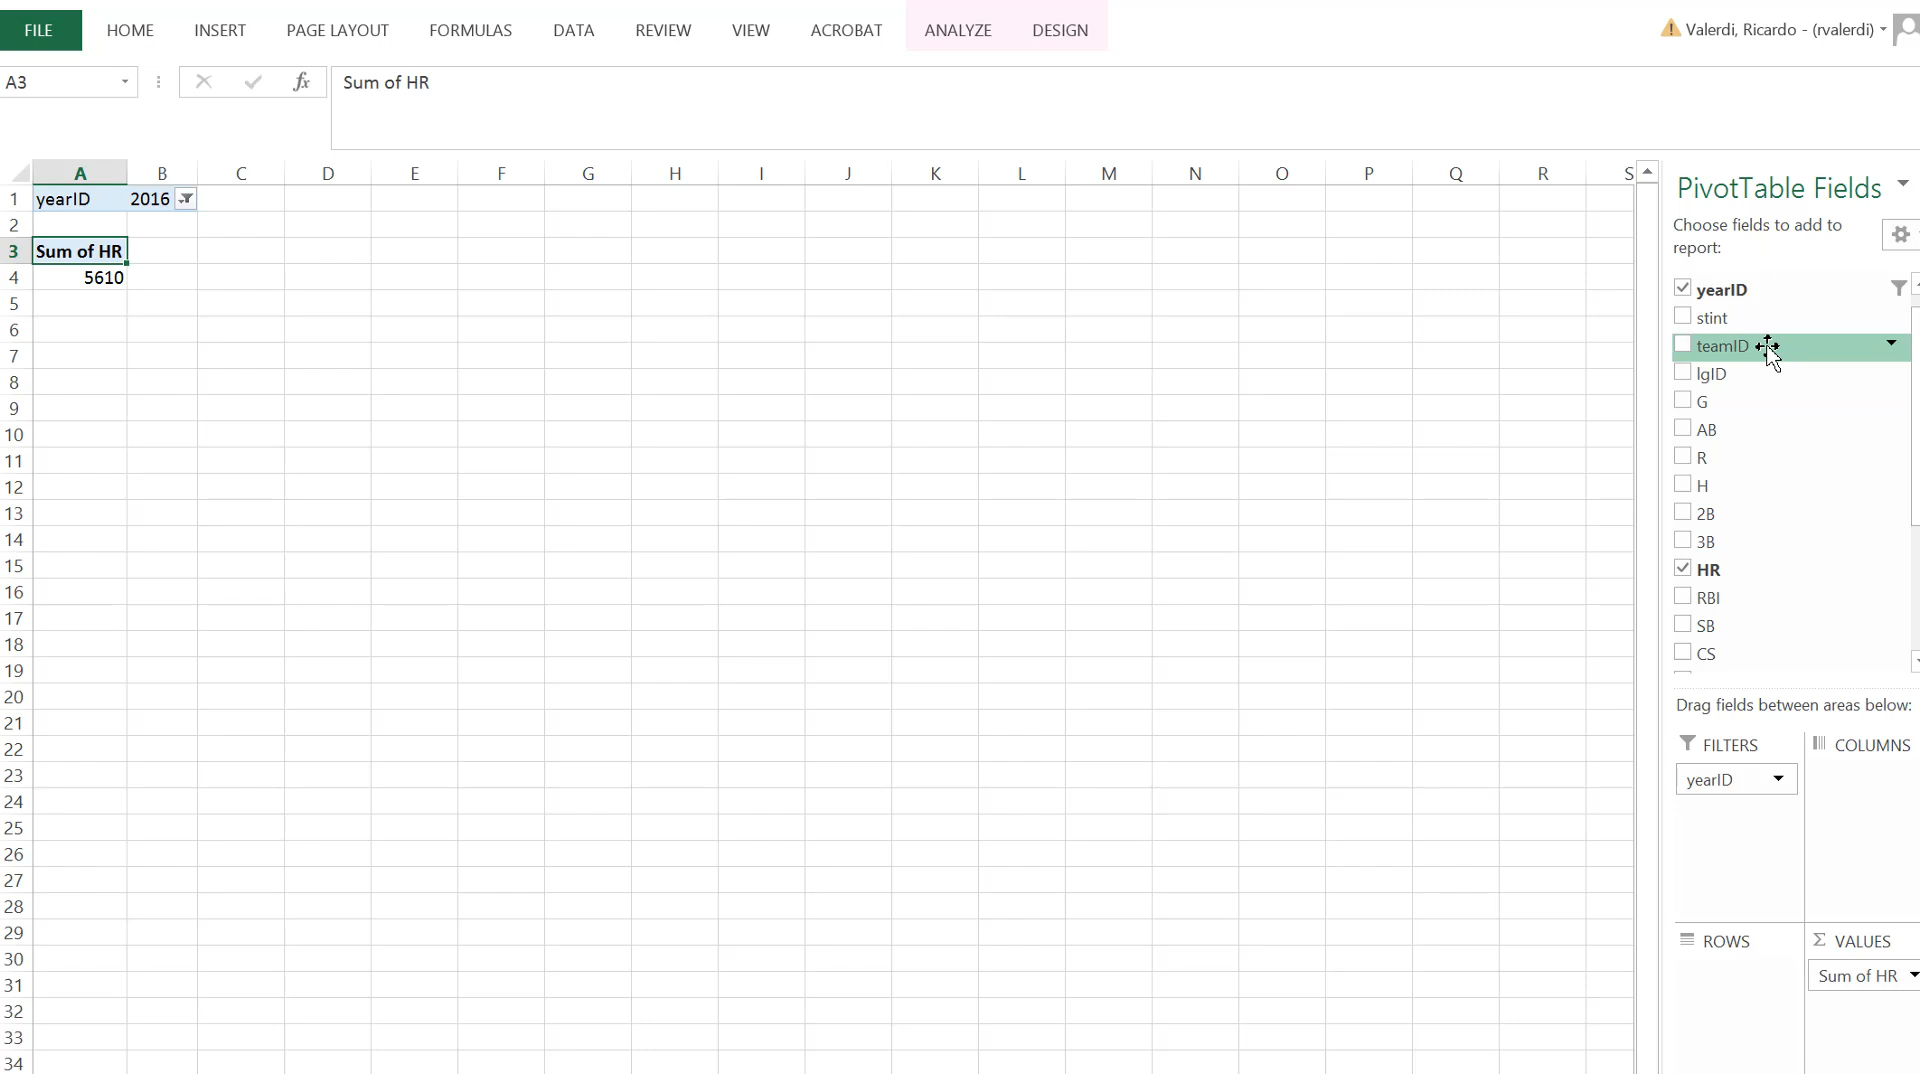 FILE HOME INSERT PAGE LAYOUT FORMULAS DATA REVIEW VIEW ACROBAT ANALYZE DESIGN Valerdi, Ricardo - (rvalerdi)
A3 fx Sum of HR
A B C D E F G H I J K L M N O P Q R S
1 yearID 2016
2
3 Sum of HR
4 5610
5
6
7
8
9
10
11
12
13
14
15
16
17
18
19
20
21
22
23
24
25
26
27
28
29
30
31
32
33
34
PivotTable Fields
Choose fields to add to
report:
yearID
stint
teamID
lgID
G
AB
R
H
2B
3B
HR
RBI
SB
CS
Drag fields between areas below:
FILTERS
COLUMNS
yearID
ROWS
Σ VALUES
Sum of HR